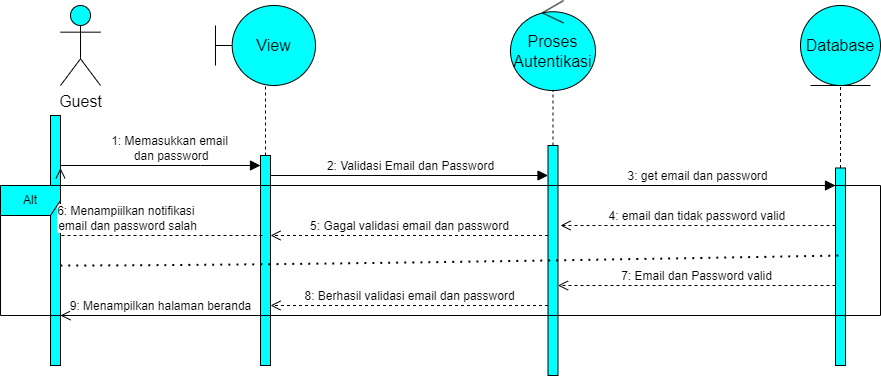 View
Proses
Autentikasi
Database
Guest
1: Memasukkan email
dan password
2: Validasi Email dan Password
3: get email dan password
Alt
6: Menampiilkan notifikasi
email dan password salah
5: Gagal validasi email dan password
4: email dan tidak password valid
7: Email dan Password valid
8: Berhasil validasi email dan password
9: Menampilkan halaman beranda